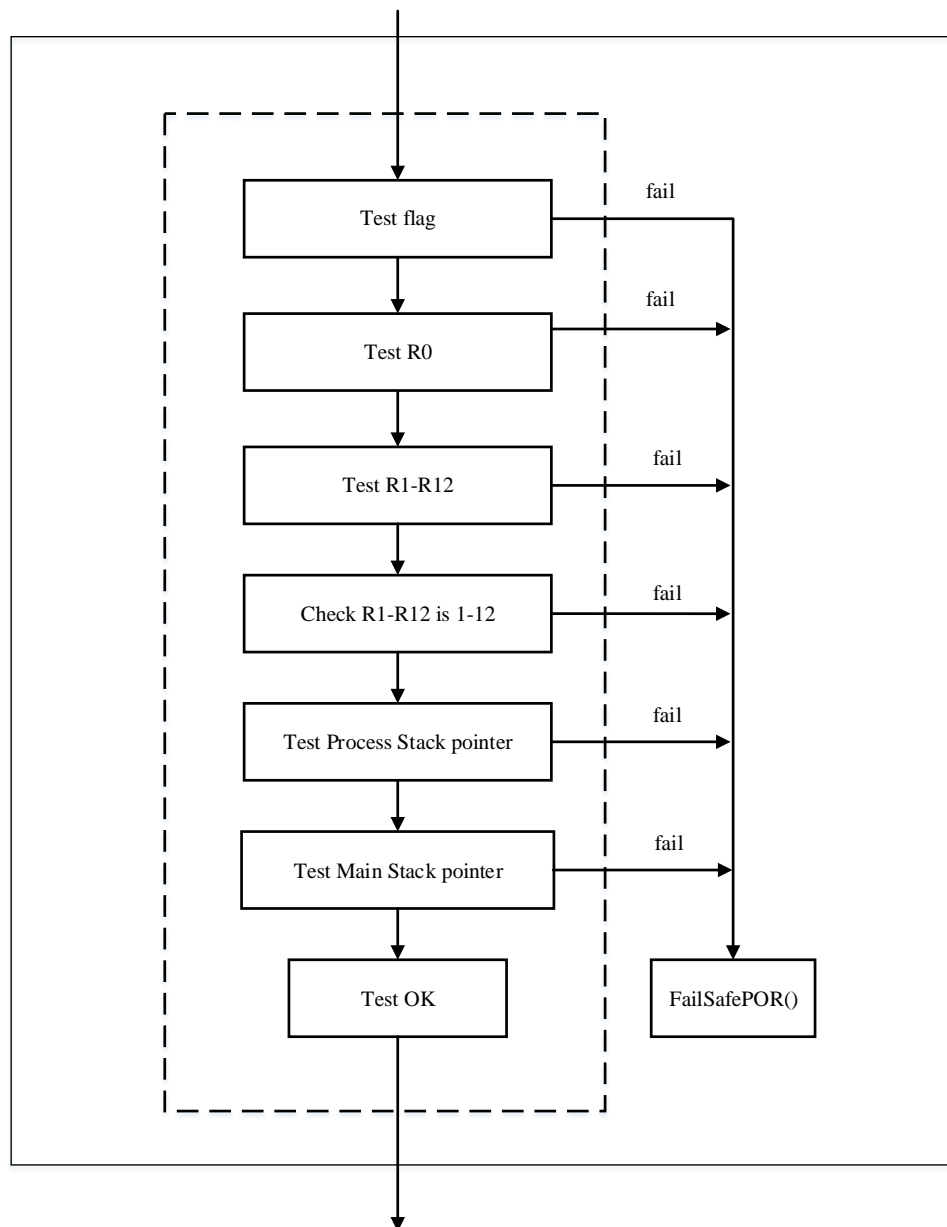 Test flag
fail
Test R0
fail
Test R1-R12
fail
Check R1-R12 is 1-12
fail
Test Process Stack pointer
fail
Test Main Stack pointer
fail
Test OK
FailSafePOR()